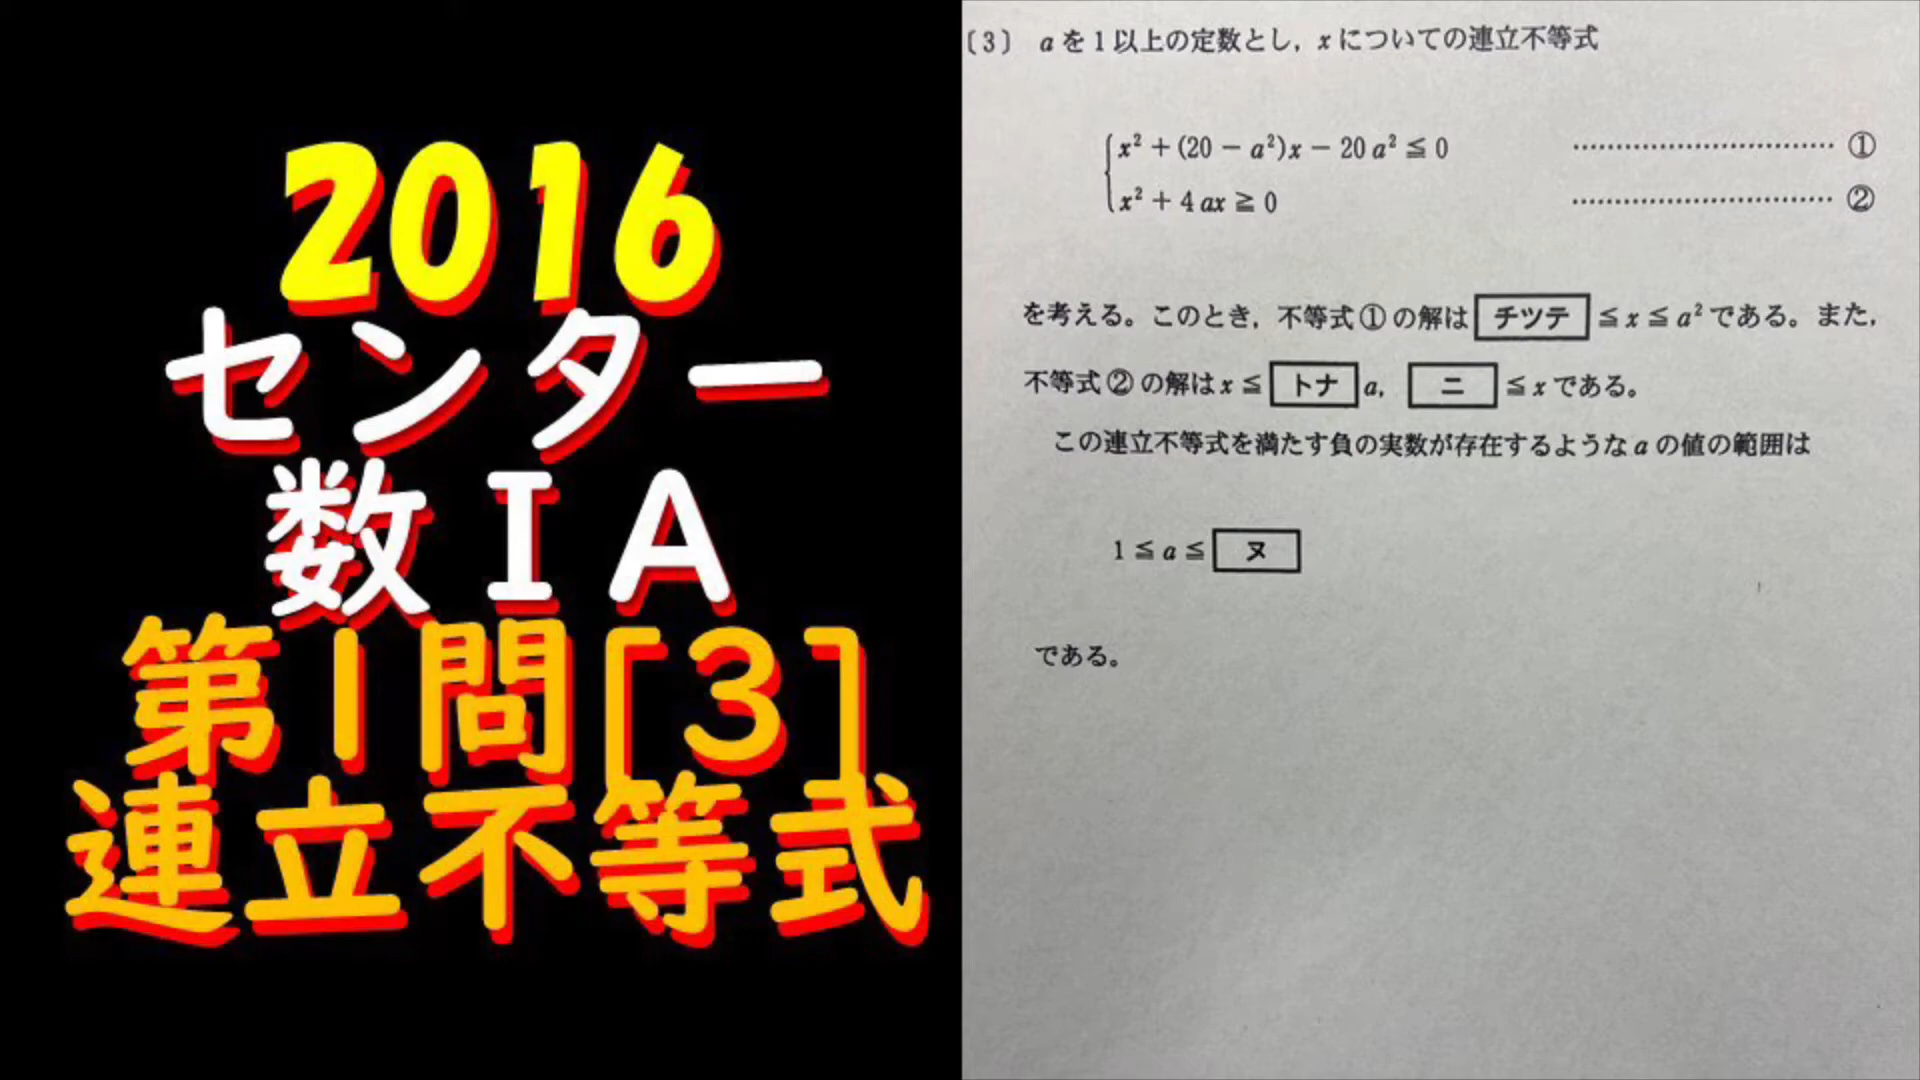 2016
センター
数ⅠA
第1問[3]
連立不等式
〔3〕 aを1以上の定数とし，xについての連立不等式
x² + (20 − a²)x − 20a² ≦ 0 ………………………… ①
x² + 4ax ≧ 0 ………………………… ②
を考える。このとき，不等式①の解は チツテ ≦ x ≦ a² である。また，
不等式②の解は x ≦ トナ a， ニ ≦ x である。
この連立不等式を満たす負の実数が存在するような a の値の範囲は
1 ≦ a ≦ ヌ
である。